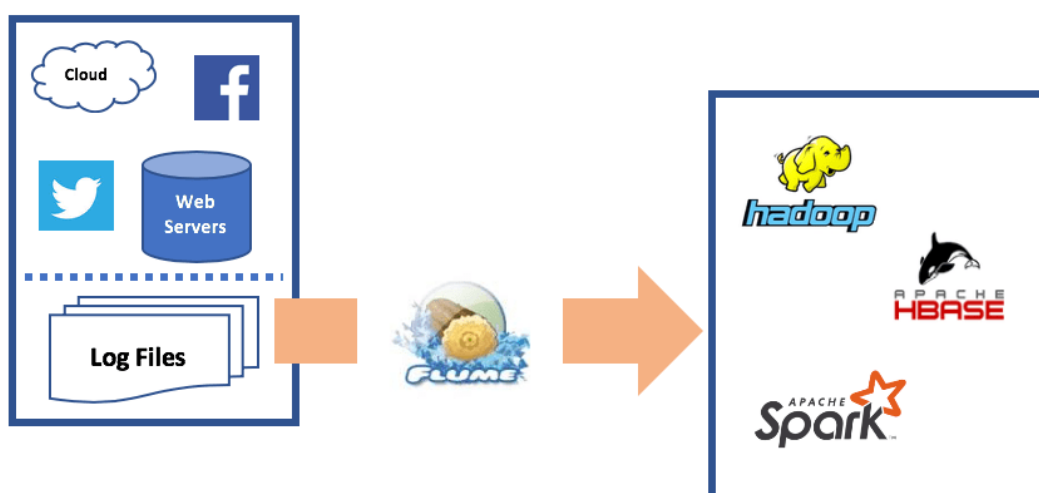 Cloud
Web
Servers
Log Files
FLUME
hadoop
APACHE
HBASE
APACHE
Spark